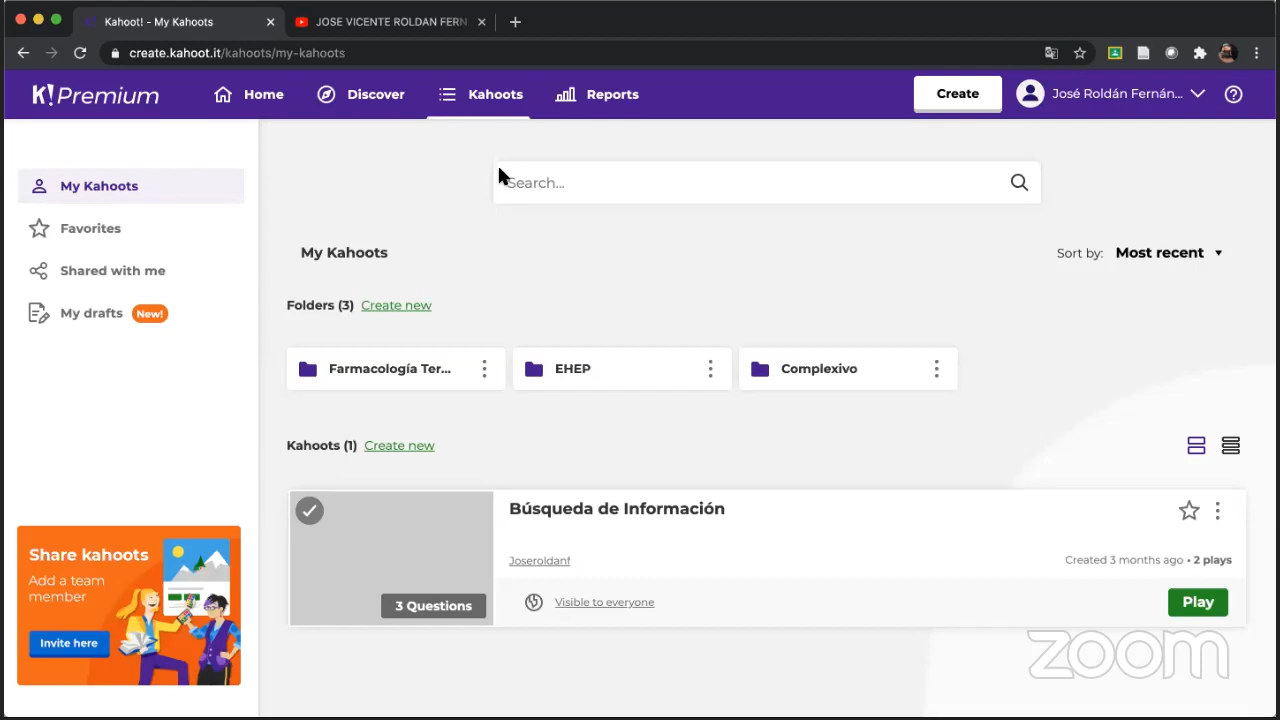 Kahoot! - My Kahoots
JOSE VICENTE ROLDAN FERN
create.kahoot.it/kahoots/my-kahoots
K!Premium
Home
Discover
Kahoots
Reports
Create
José Roldán Fernán...
My Kahoots
Favorites
Shared with me
My drafts New!
Search...
My Kahoots
Sort by: Most recent
Folders (3) Create new
Farmacología Ter...
EHEP
Complexivo
Kahoots (1) Create new
Búsqueda de Información
Joseroldanf
Created 3 months ago • 2 plays
3 Questions
Visible to everyone
Play
Share kahoots
Add a team
member
Invite here
zoom